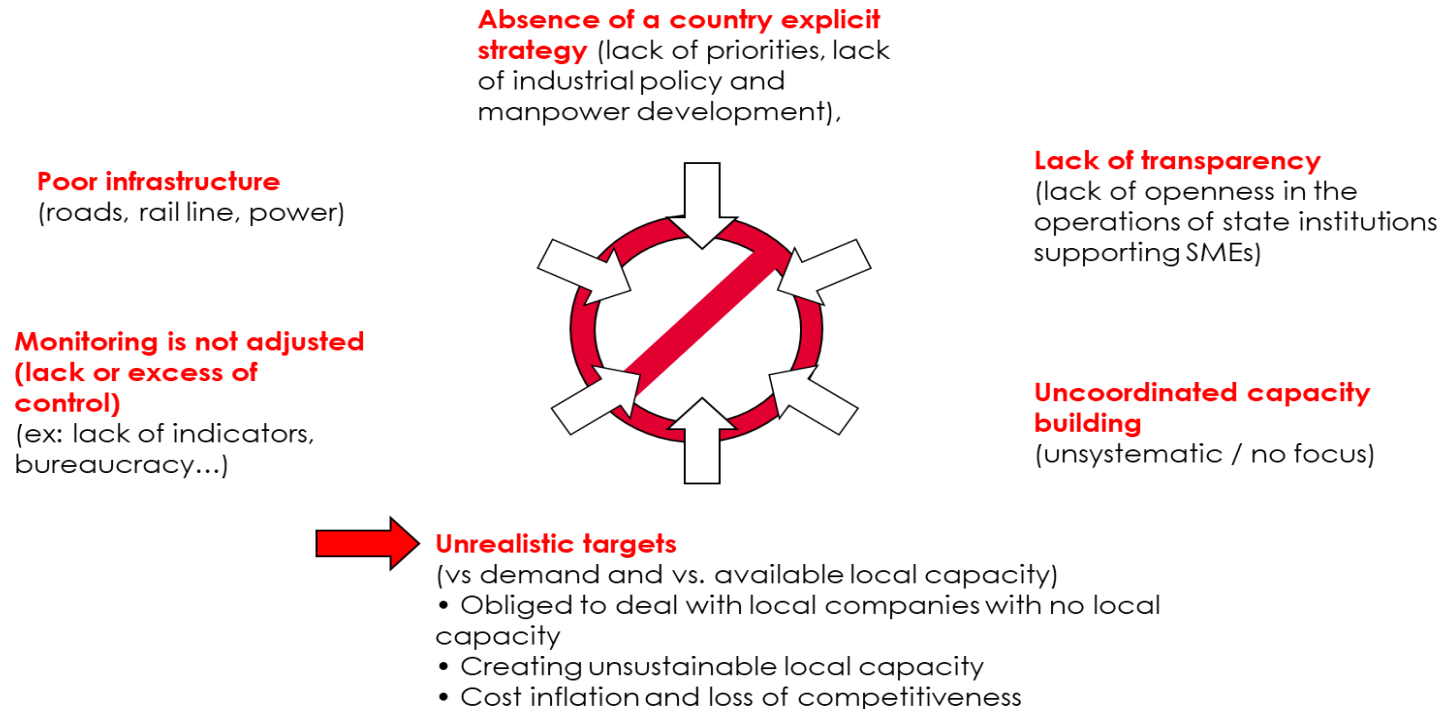 Absence of a country explicit
strategy (lack of priorities, lack
of industrial policy and
manpower development),
Poor infrastructure
(roads, rail line, power)
Lack of transparency
(lack of openness in the
operations of state institutions
supporting SMEs)
Monitoring is not adjusted
(lack or excess of
control)
(ex: lack of indicators,
bureaucracy…)
Uncoordinated capacity
building
(unsystematic / no focus)
Unrealistic targets
(vs demand and vs. available local capacity)
• Obliged to deal with local companies with no local
capacity
• Creating unsustainable local capacity
• Cost inflation and loss of competitiveness